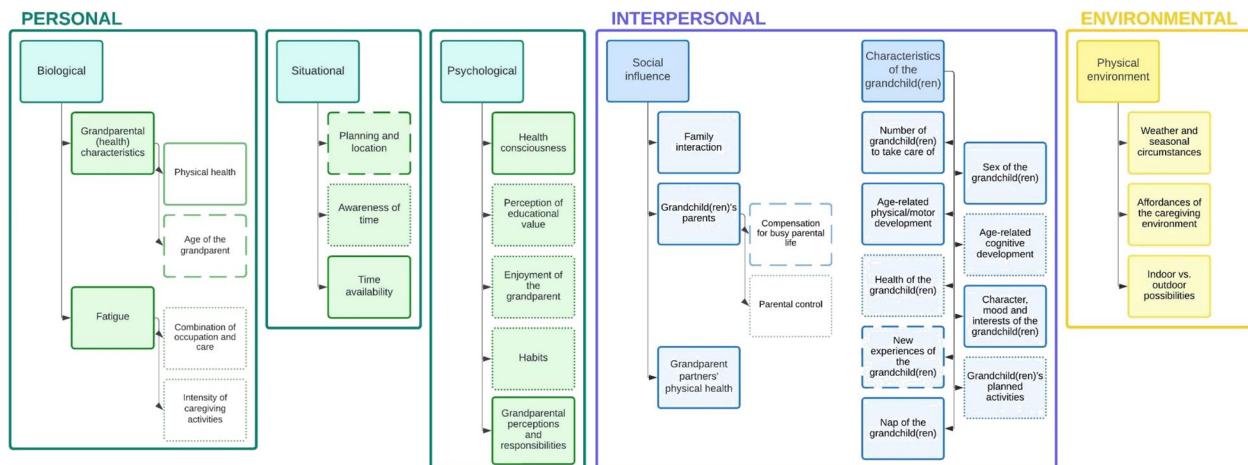 PERSONAL
Biological
Grandparental
(health)
characteristics
Physical health
Age of the
grandparent
Fatigue
Combination of
occupation and
care
Intensity of
caregiving
activities
Situational
Planning and
location
Awareness of
time
Time
availability
Psychological
Health
consciousness
Perception of
educational
value
Enjoyment of
the
grandparent
Habits
Grandparental
perceptions and
responsibilities
INTERPERSONAL
Social
influence
Family
interaction
Grandchild(ren)'s
parents
Compensation
for busy parental
life
Parental control
Grandparent
partners'
physical health
Characteristics
of the
grandchild(ren)
Number of
grandchild(ren)
to take care of
Sex of the
grandchild(ren)
Age-related
physical/motor
development
Age-related
cognitive
development
Health of the
grandchild(ren)
Character,
mood and
interests of the
grandchild(ren)
New
experiences of
the
grandchild(ren)
Grandchild(ren)'s
planned
activities
Nap of the
grandchild(ren)
ENVIRONMENTAL
Physical
environment
Weather and
seasonal
circumstances
Affordances of
the caregiving
environment
Indoor vs.
outdoor
possibilities